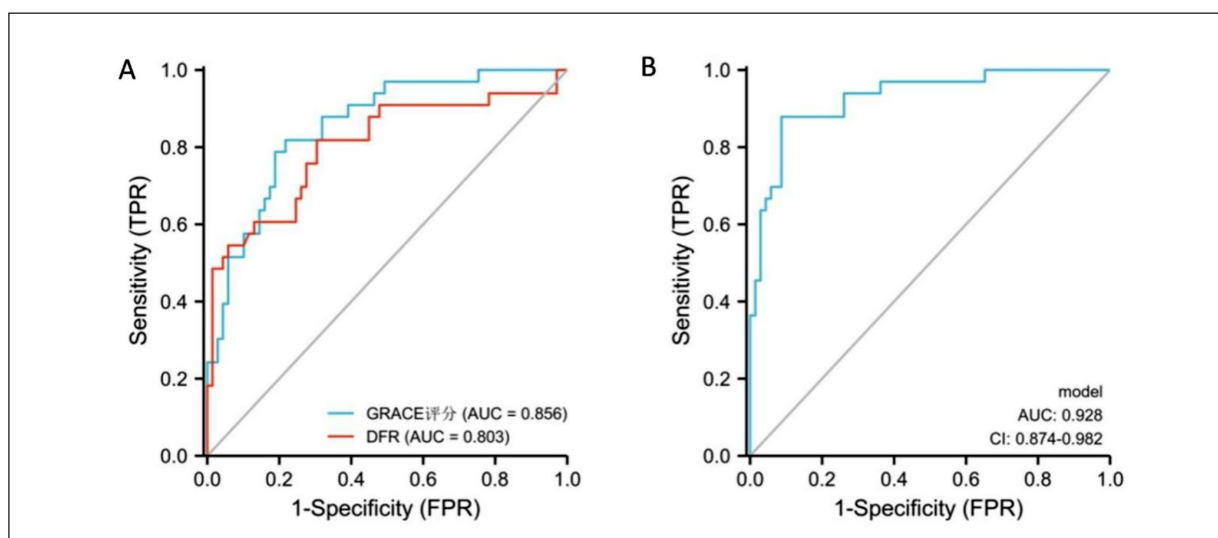 A
1.0
0.8
0.6
0.4
0.2
0.0
Sensitivity (TPR)
GRACE评分 (AUC = 0.856)
DFR (AUC = 0.803)
0.0 0.2 0.4 0.6 0.8 1.0
1-Specificity (FPR)
B
1.0
0.8
0.6
0.4
0.2
0.0
Sensitivity (TPR)
model
AUC: 0.928
CI: 0.874-0.982
0.0 0.2 0.4 0.6 0.8 1.0
1-Specificity (FPR)